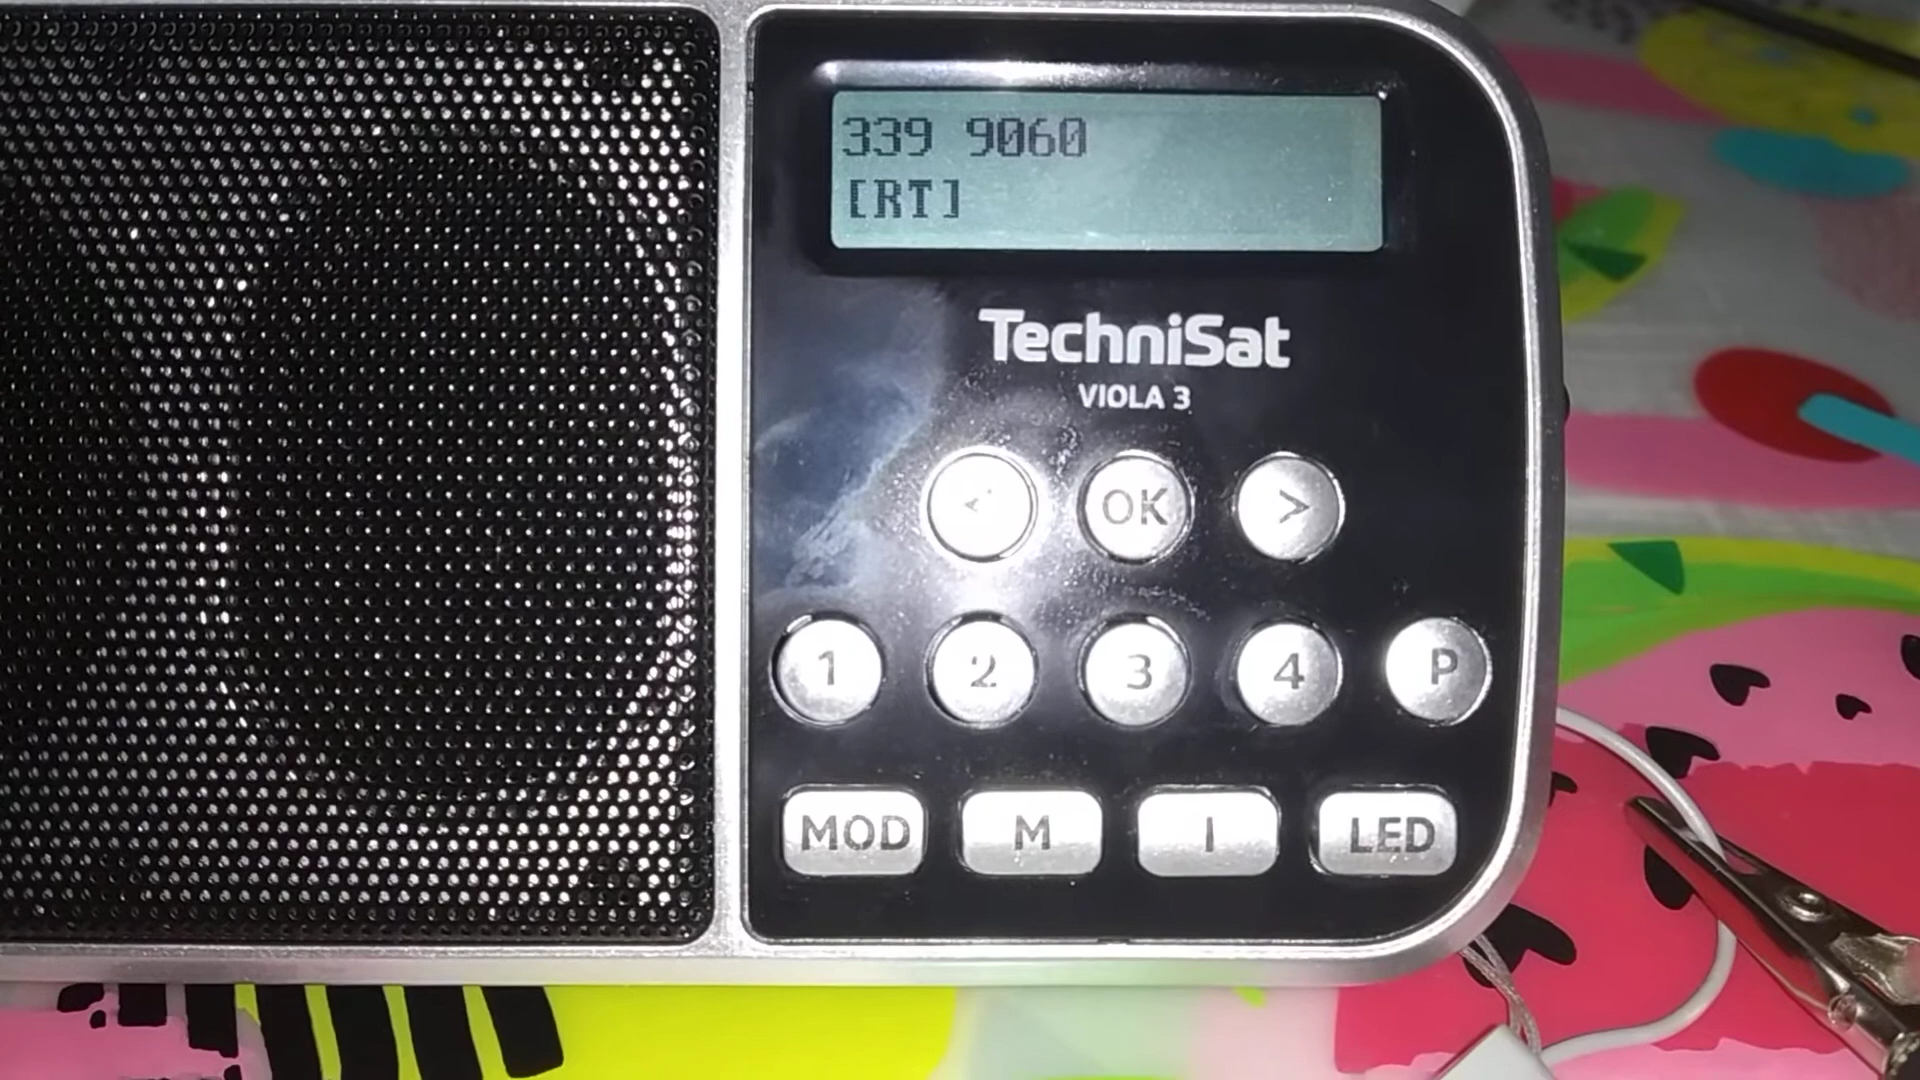 339 9060
[RT]
TechniSat
VIOLA 3
< OK >
1 2 3 4 P
MOD M I LED